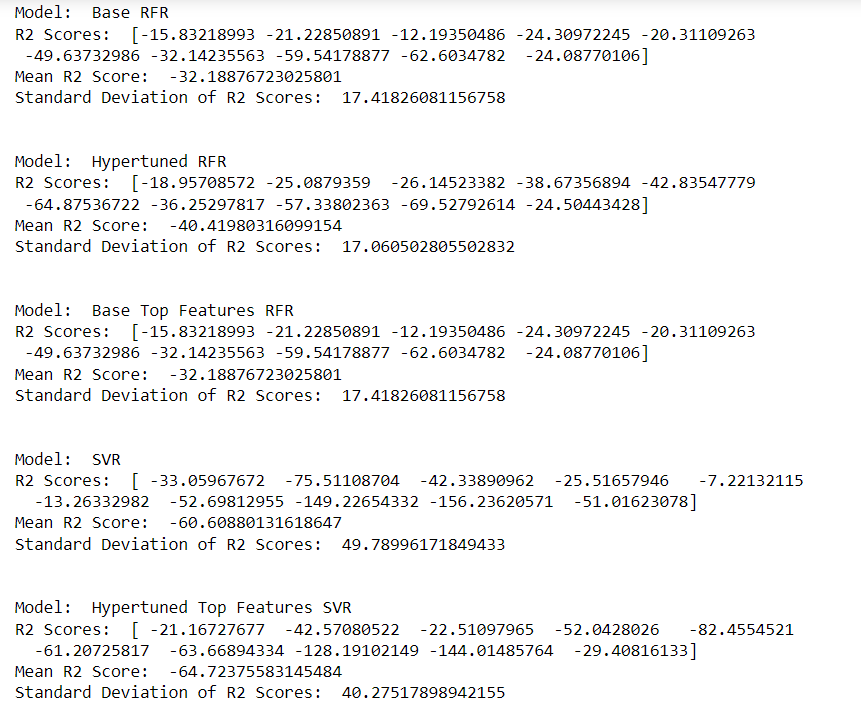 Model:  Base RFR
R2 Scores:  [-15.83218993 -21.22850891 -12.19350486 -24.30972245 -20.31109263
 -49.63732986 -32.14235563 -59.54178877 -62.6034782  -24.08770106]
Mean R2 Score:  -32.18876723025801
Standard Deviation of R2 Scores:  17.41826081156758
Model:  Hypertuned RFR
R2 Scores:  [-18.95708572 -25.0879359  -26.14523382 -38.67356894 -42.83547779
 -64.87536722 -36.25297817 -57.33802363 -69.52792614 -24.50443428]
Mean R2 Score:  -40.41980316099154
Standard Deviation of R2 Scores:  17.060502805502832
Model:  Base Top Features RFR
R2 Scores:  [-15.83218993 -21.22850891 -12.19350486 -24.30972245 -20.31109263
 -49.63732986 -32.14235563 -59.54178877 -62.6034782  -24.08770106]
Mean R2 Score:  -32.18876723025801
Standard Deviation of R2 Scores:  17.41826081156758
Model:  SVR
R2 Scores:  [ -33.05967672  -75.51108704  -42.33890962  -25.51657946   -7.22132115
  -13.26332982  -52.69812955 -149.22654332 -156.23620571  -51.01623078]
Mean R2 Score:  -60.60880131618647
Standard Deviation of R2 Scores:  49.78996171849433
Model:  Hypertuned Top Features SVR
R2 Scores:  [ -21.16727677  -42.57080522  -22.51097965  -52.0428026   -82.4554521
  -61.20725817  -63.66894334 -128.19102149 -144.01485764  -29.40816133]
Mean R2 Score:  -64.72375583145484
Standard Deviation of R2 Scores:  40.27517898942155